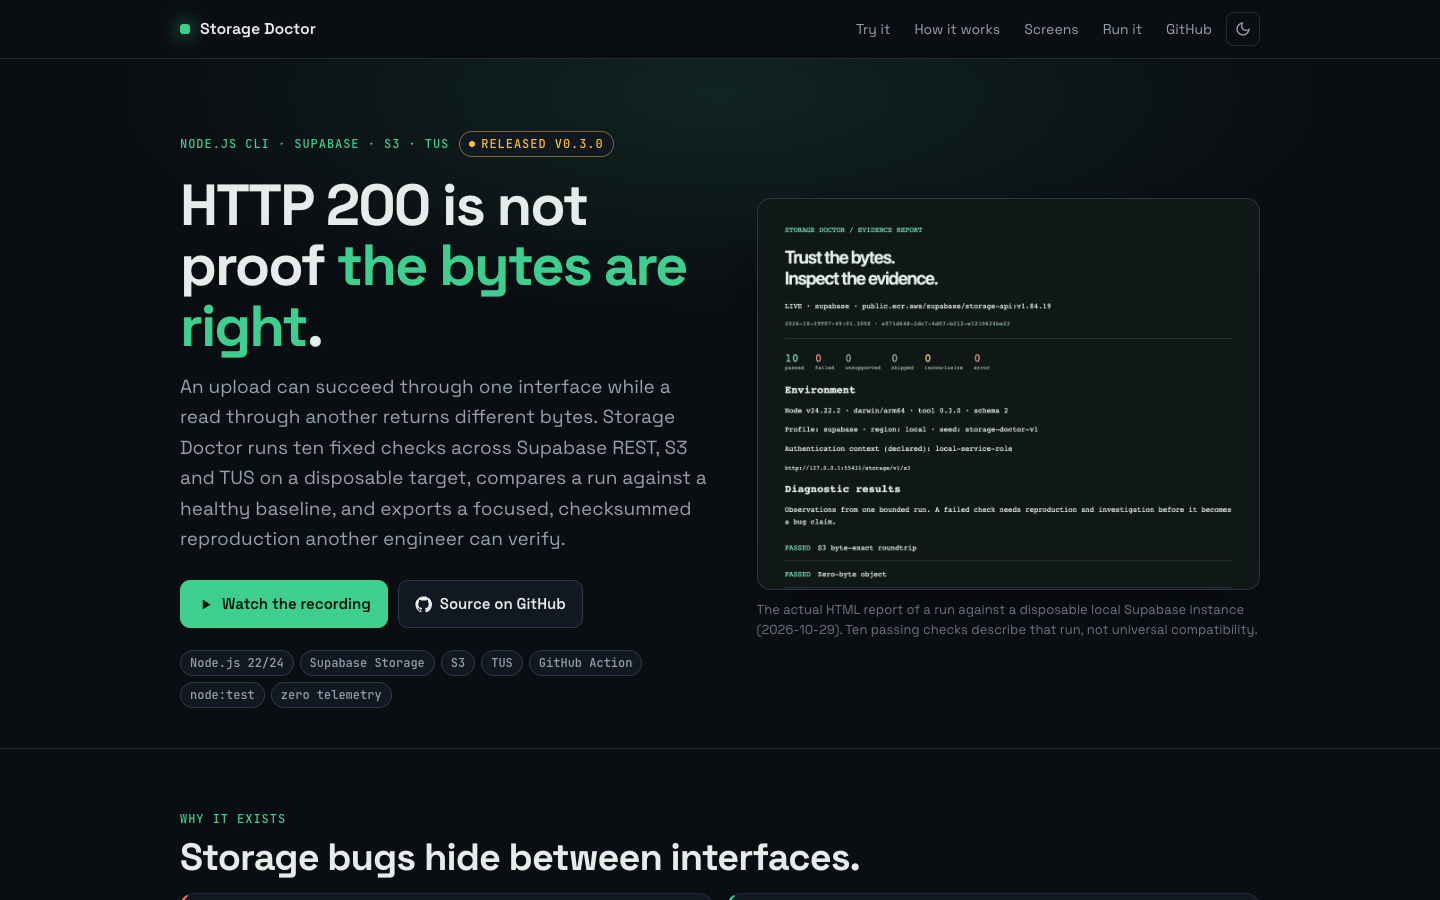 Storage Doctor
Try it
How it works
Screens
Run it
GitHub
NODE.JS CLI · SUPABASE · S3 · TUS
RELEASED V0.3.0
HTTP 200 is not
proof the bytes are
right.
An upload can succeed through one interface while a
read through another returns different bytes. Storage
Doctor runs ten fixed checks across Supabase REST, S3
and TUS on a disposable target, compares a run against a
healthy baseline, and exports a focused, checksummed
reproduction another engineer can verify.
Watch the recording
Source on GitHub
Node.js 22/24
Supabase Storage
S3
TUS
GitHub Action
node:test
zero telemetry
STORAGE DOCTOR / EVIDENCE REPORT
Trust the bytes.
Inspect the evidence.
LIVE · supabase · public.ecr.aws/supabase/storage-api:v1.84.19
10 0 0 0 0 0
passed failed unsupported skipped inconclusive error
Environment
Node v24.22.2 · darwin/arm64 · tool 0.3.0 · schema 2
Profile: supabase · region: local · seed: storage-doctor-v1
Authentication context (declared): local-service-role
http://127.0.0.1:55431/storage/v1/s3
Diagnostic results
Observations from one bounded run. A failed check needs reproduction and investigation before it becomes
a bug claim.
PASSED S3 byte-exact roundtrip
PASSED Zero-byte object
The actual HTML report of a run against a disposable local Supabase instance
(2026-10-29). Ten passing checks describe that run, not universal compatibility.
WHY IT EXISTS
Storage bugs hide between interfaces.